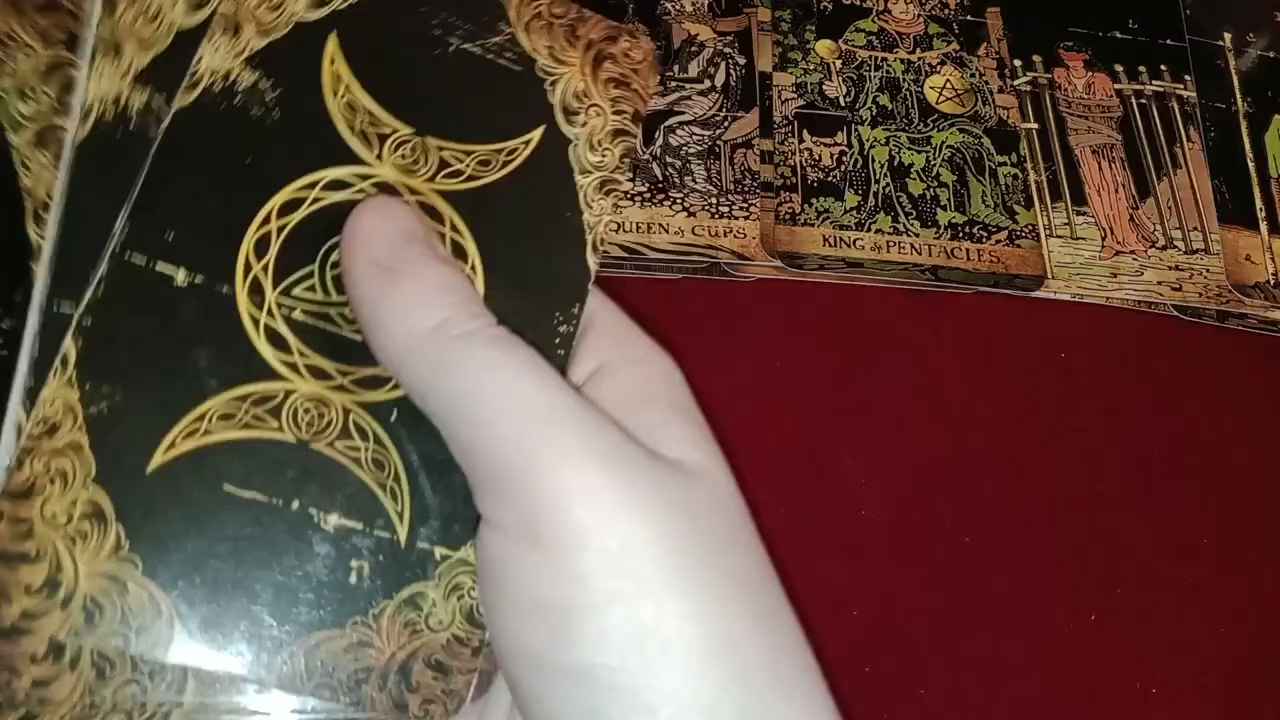 QUEEN of CUPS.
KING of PENTACLES.